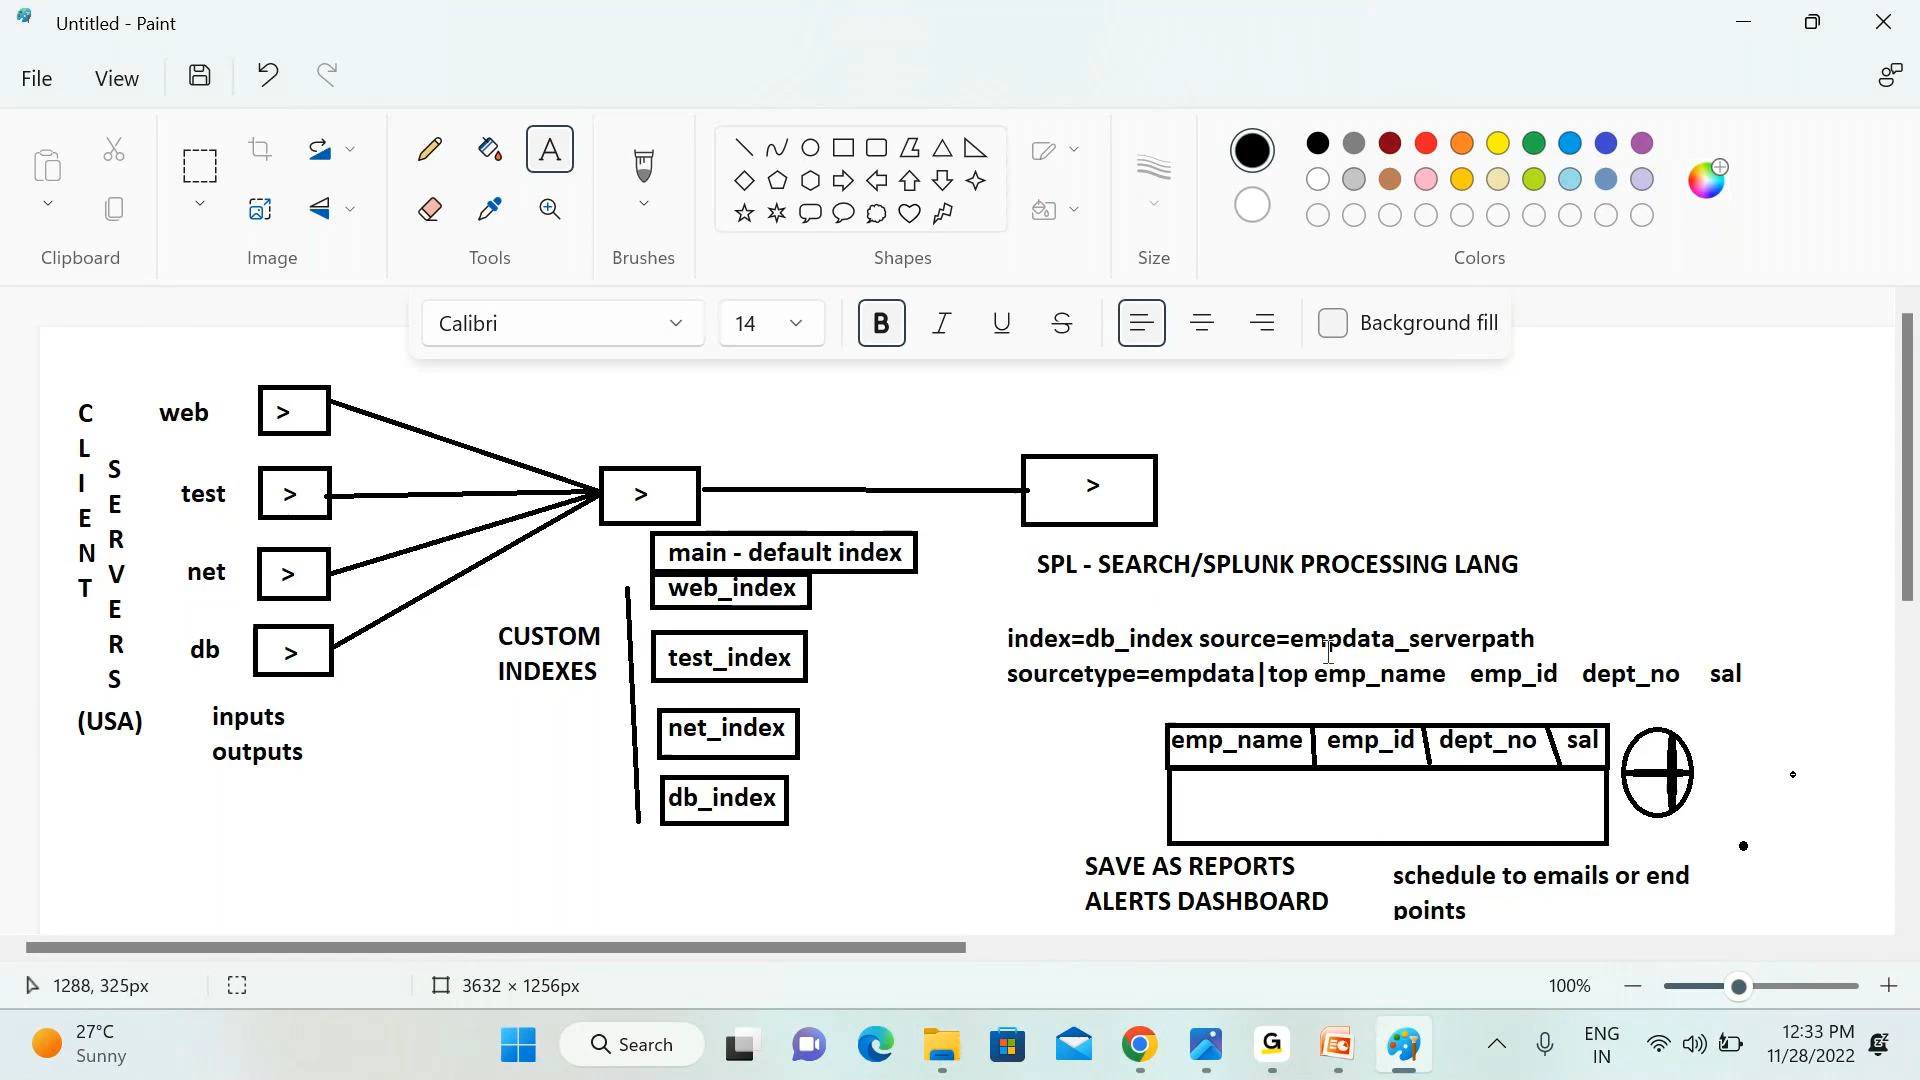 Untitled - Paint
File
View
Clipboard
Image
Tools
Brushes
Shapes
Size
Colors
Calibri
14
B
Background fill
CLIENT
SERVERS
(USA)
web
>
test
>
net
>
db
>
inputs
outputs
>
main - default index
web_index
CUSTOM
INDEXES
test_index
net_index
db_index
>
SPL - SEARCH/SPLUNK PROCESSING LANG
index=db_index source=empdata_serverpath
sourcetype=empdata|top emp_name emp_id dept_no sal
emp_name emp_id dept_no sal
SAVE AS REPORTS
ALERTS DASHBOARD
schedule to emails or end
points
1288, 325px
3632 × 1256px
100%
27°C
Sunny
Search
ENG
IN
12:33 PM
11/28/2022